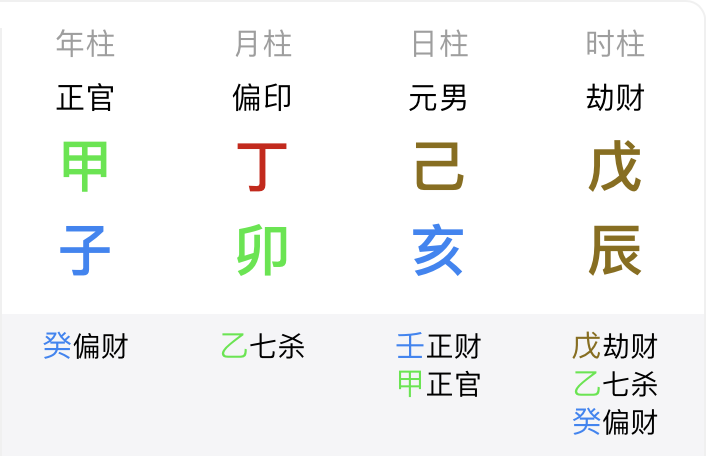 年柱 月柱 日柱 时柱
正官 偏印 元男 劫财
甲 丁 己 戊
子 卯 亥 辰
癸偏财 乙七杀 壬正财 戊劫财
甲正官 乙七杀
癸偏财